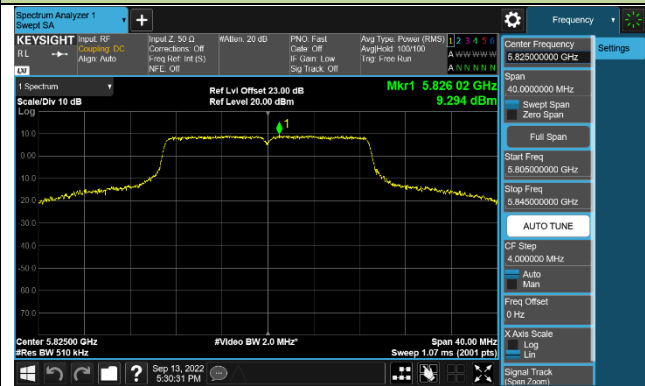 Spectrum Analyzer 1
Swept SA
+
Frequency
KEYSIGHT
RL
LXI
Input: RF
Coupling: DC
Align: Auto
Input Z: 50 Ω
Corrections: Off
Freq Ref: Int (S)
NFE: Off
#Atten: 20 dB
PNO: Fast
Gate: Off
IF Gain: Low
Sig Track: Off
Avg Type: Power (RMS)
Avg|Hold: 100/100
Trig: Free Run
1 2 3 4 5 6
A W W W W W
A N N N N N
1 Spectrum
Scale/Div 10 dB
Log
Ref Lvl Offset 23.00 dB
Ref Level 20.00 dBm
Mkr1 5.826 02 GHz
9.294 dBm
1
10.0
0.00
-10.0
-20.0
-30.0
-40.0
-50.0
-60.0
-70.0
Center 5.82500 GHz
#Res BW 510 kHz
#Video BW 2.0 MHz*
Span 40.00 MHz
Sweep 1.07 ms (2001 pts)
Center Frequency
5.825000000 GHz
Settings
Span
40.0000000 MHz
Swept Span
Zero Span
Full Span
Start Freq
5.805000000 GHz
Stop Freq
5.845000000 GHz
AUTO TUNE
CF Step
4.000000 MHz
Auto
Man
Freq Offset
0 Hz
X Axis Scale
Log
Lin
Signal Track
(Span Zoom)
?
Sep 13, 2022
5:30:31 PM